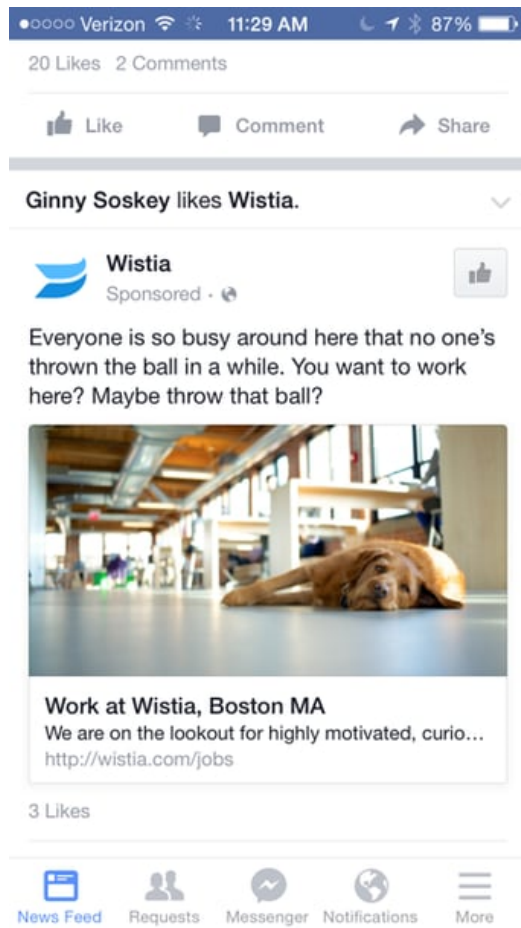 Verizon 11:29 AM 87%
20 Likes 2 Comments
Like Comment Share
Ginny Soskey likes Wistia.
Wistia
Sponsored ·
Everyone is so busy around here that no one's
thrown the ball in a while. You want to work
here? Maybe throw that ball?
Work at Wistia, Boston MA
We are on the lookout for highly motivated, curio...
http://wistia.com/jobs
3 Likes
News Feed Requests Messenger Notifications More